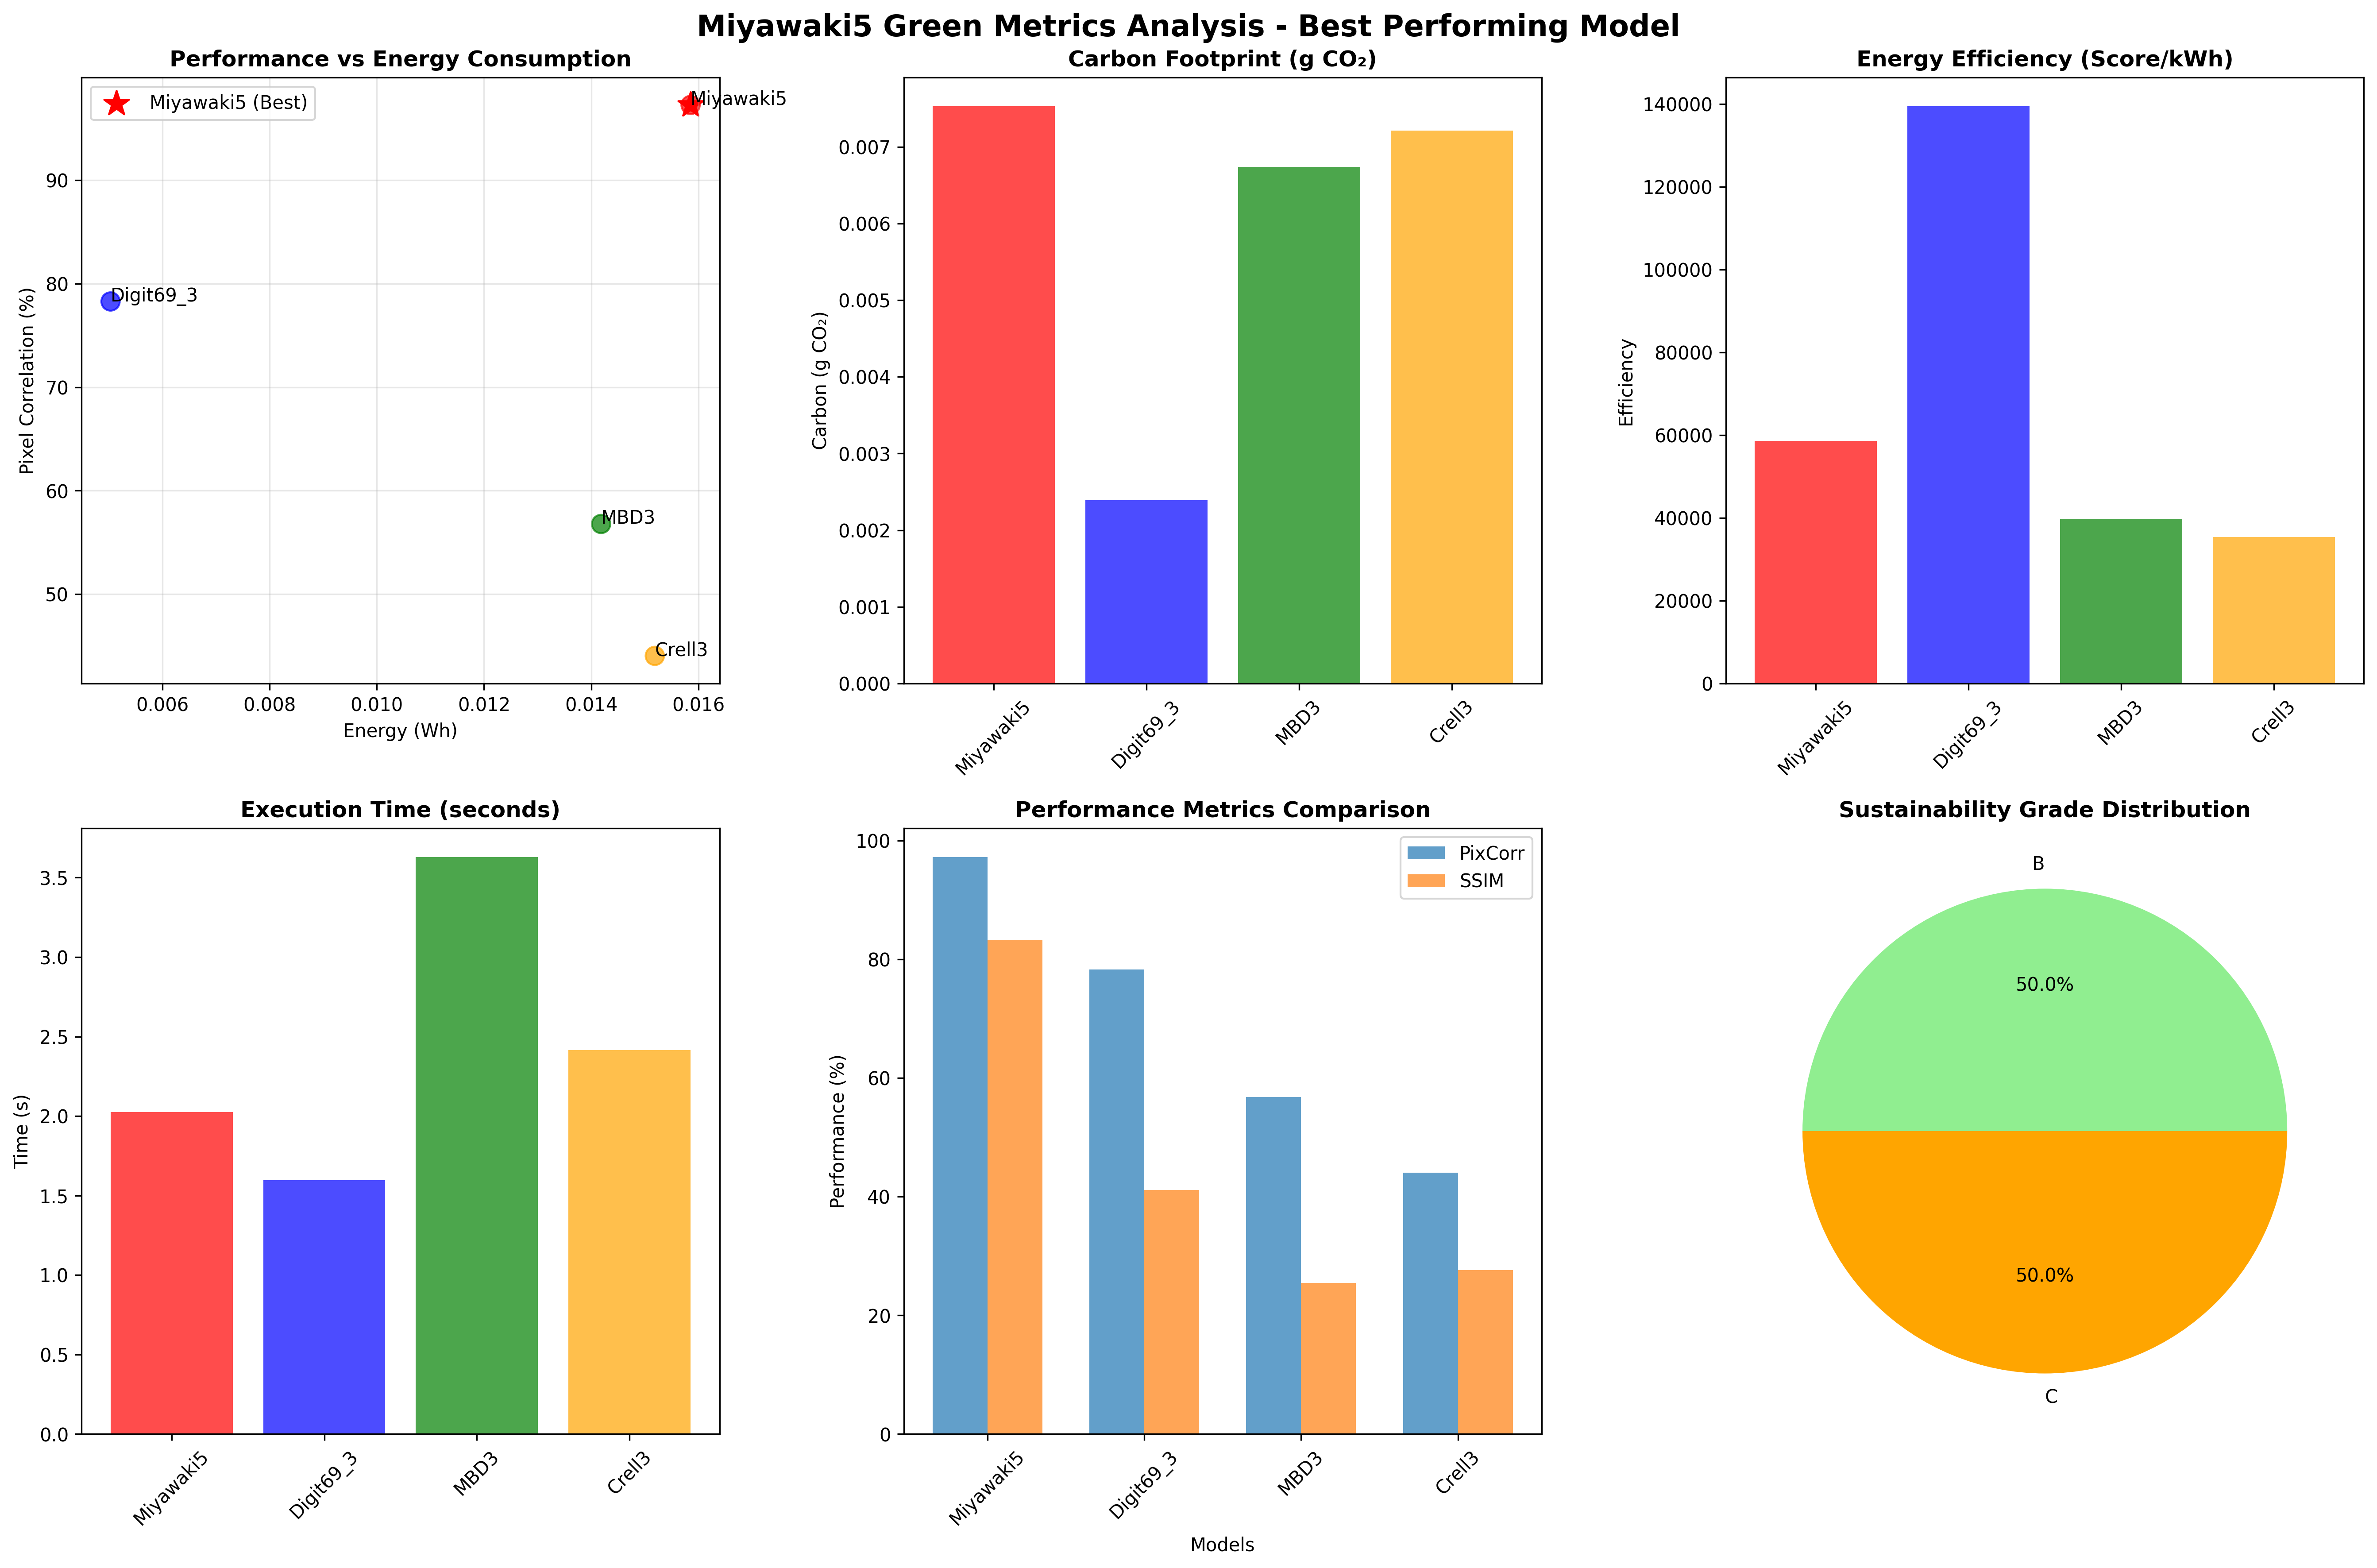 Miyawaki5 Green Metrics Analysis - Best Performing Model
Performance vs Energy Consumption
Miyawaki5 (Best)
Miyawaki5
Digit69_3
MBD3
Crell3
90
80
70
60
50
Pixel Correlation (%)
0.006 0.008 0.010 0.012 0.014 0.016
Energy (Wh)
Carbon Footprint (g CO₂)
0.007
0.006
0.005
0.004
0.003
0.002
0.001
0.000
Carbon (g CO₂)
Miyawaki5 Digit69_3 MBD3 Crell3
Energy Efficiency (Score/kWh)
140000
120000
100000
80000
60000
40000
20000
0
Efficiency
Miyawaki5 Digit69_3 MBD3 Crell3
Execution Time (seconds)
3.5
3.0
2.5
2.0
1.5
1.0
0.5
0.0
Time (s)
Miyawaki5 Digit69_3 MBD3 Crell3
Performance Metrics Comparison
PixCorr
SSIM
100
80
60
40
20
0
Performance (%)
Miyawaki5 Digit69_3 MBD3 Crell3
Models
Sustainability Grade Distribution
B
50.0%
50.0%
C